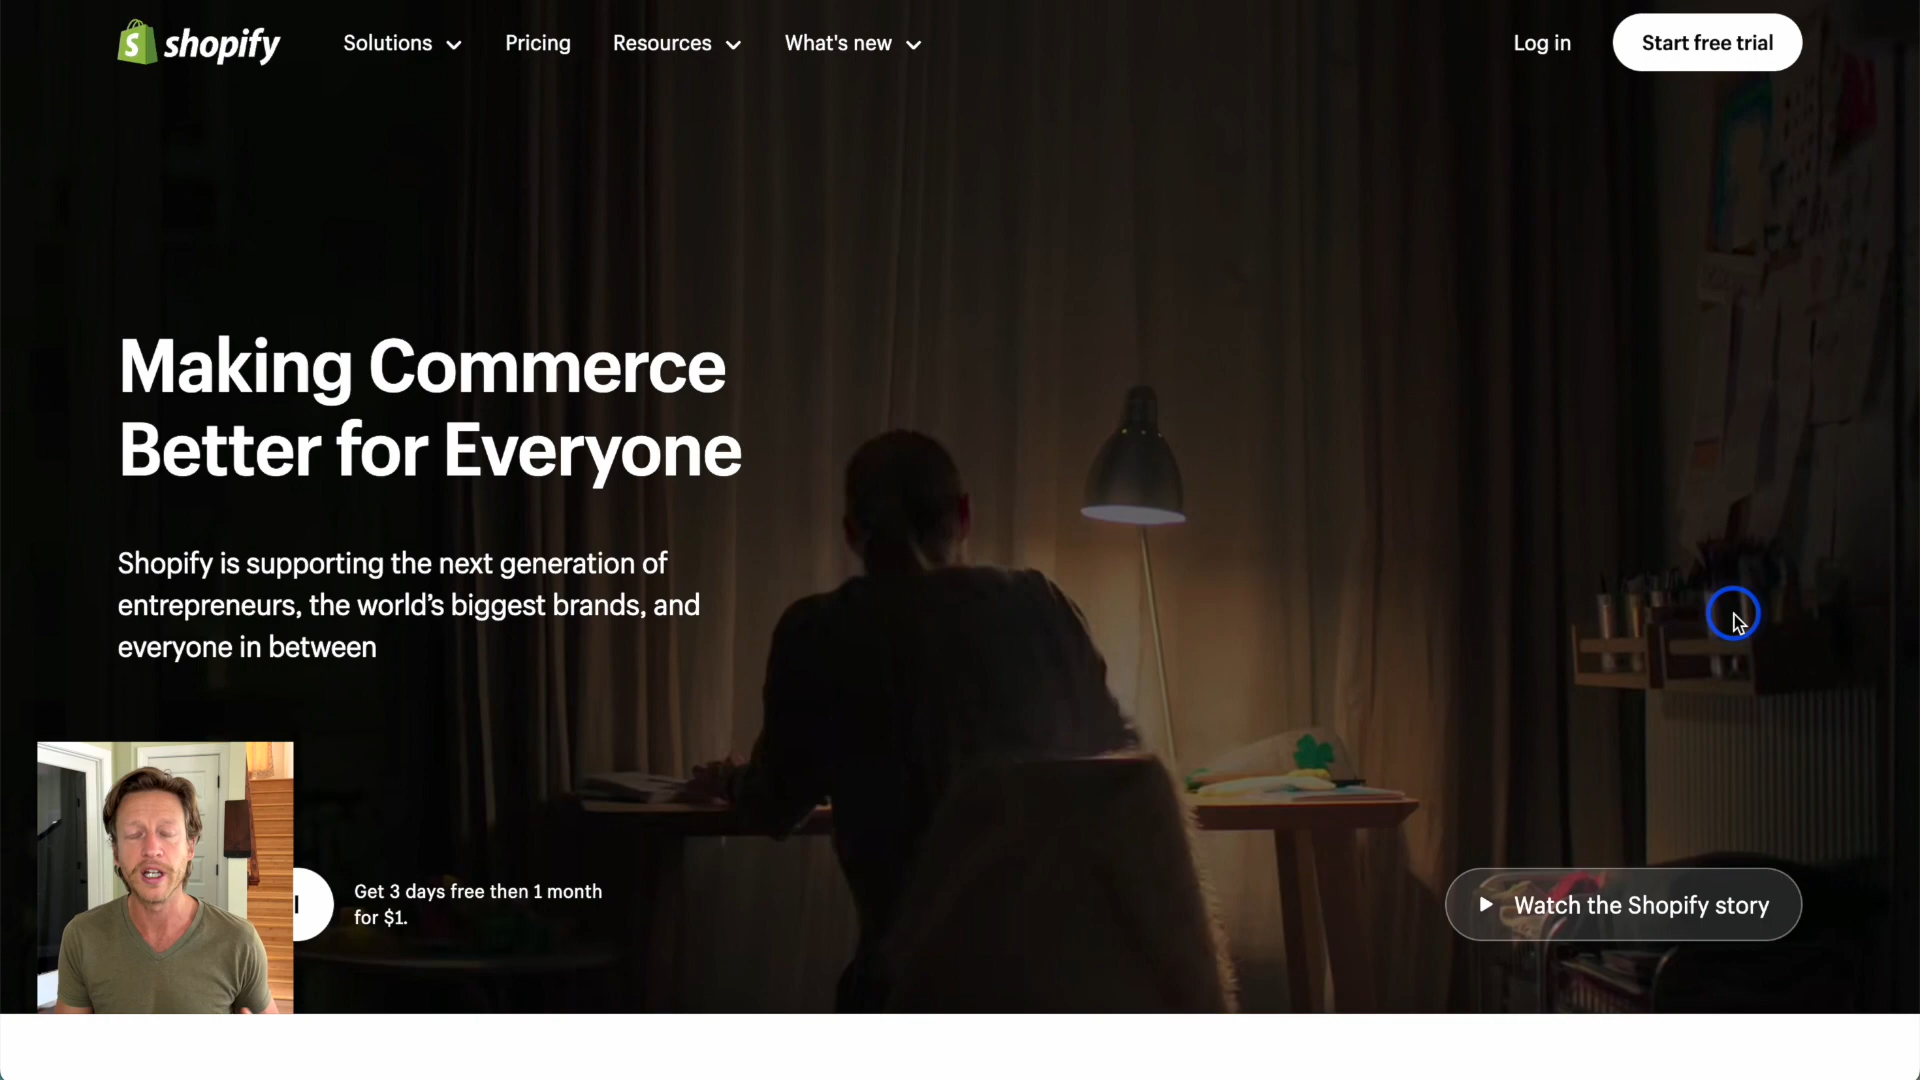 shopify
Solutions
Pricing
Resources
What's new
Log in
Start free trial
Making Commerce
Better for Everyone
Shopify is supporting the next generation of
entrepreneurs, the world's biggest brands, and
everyone in between
Get 3 days free then 1 month
for $1.
Watch the Shopify story